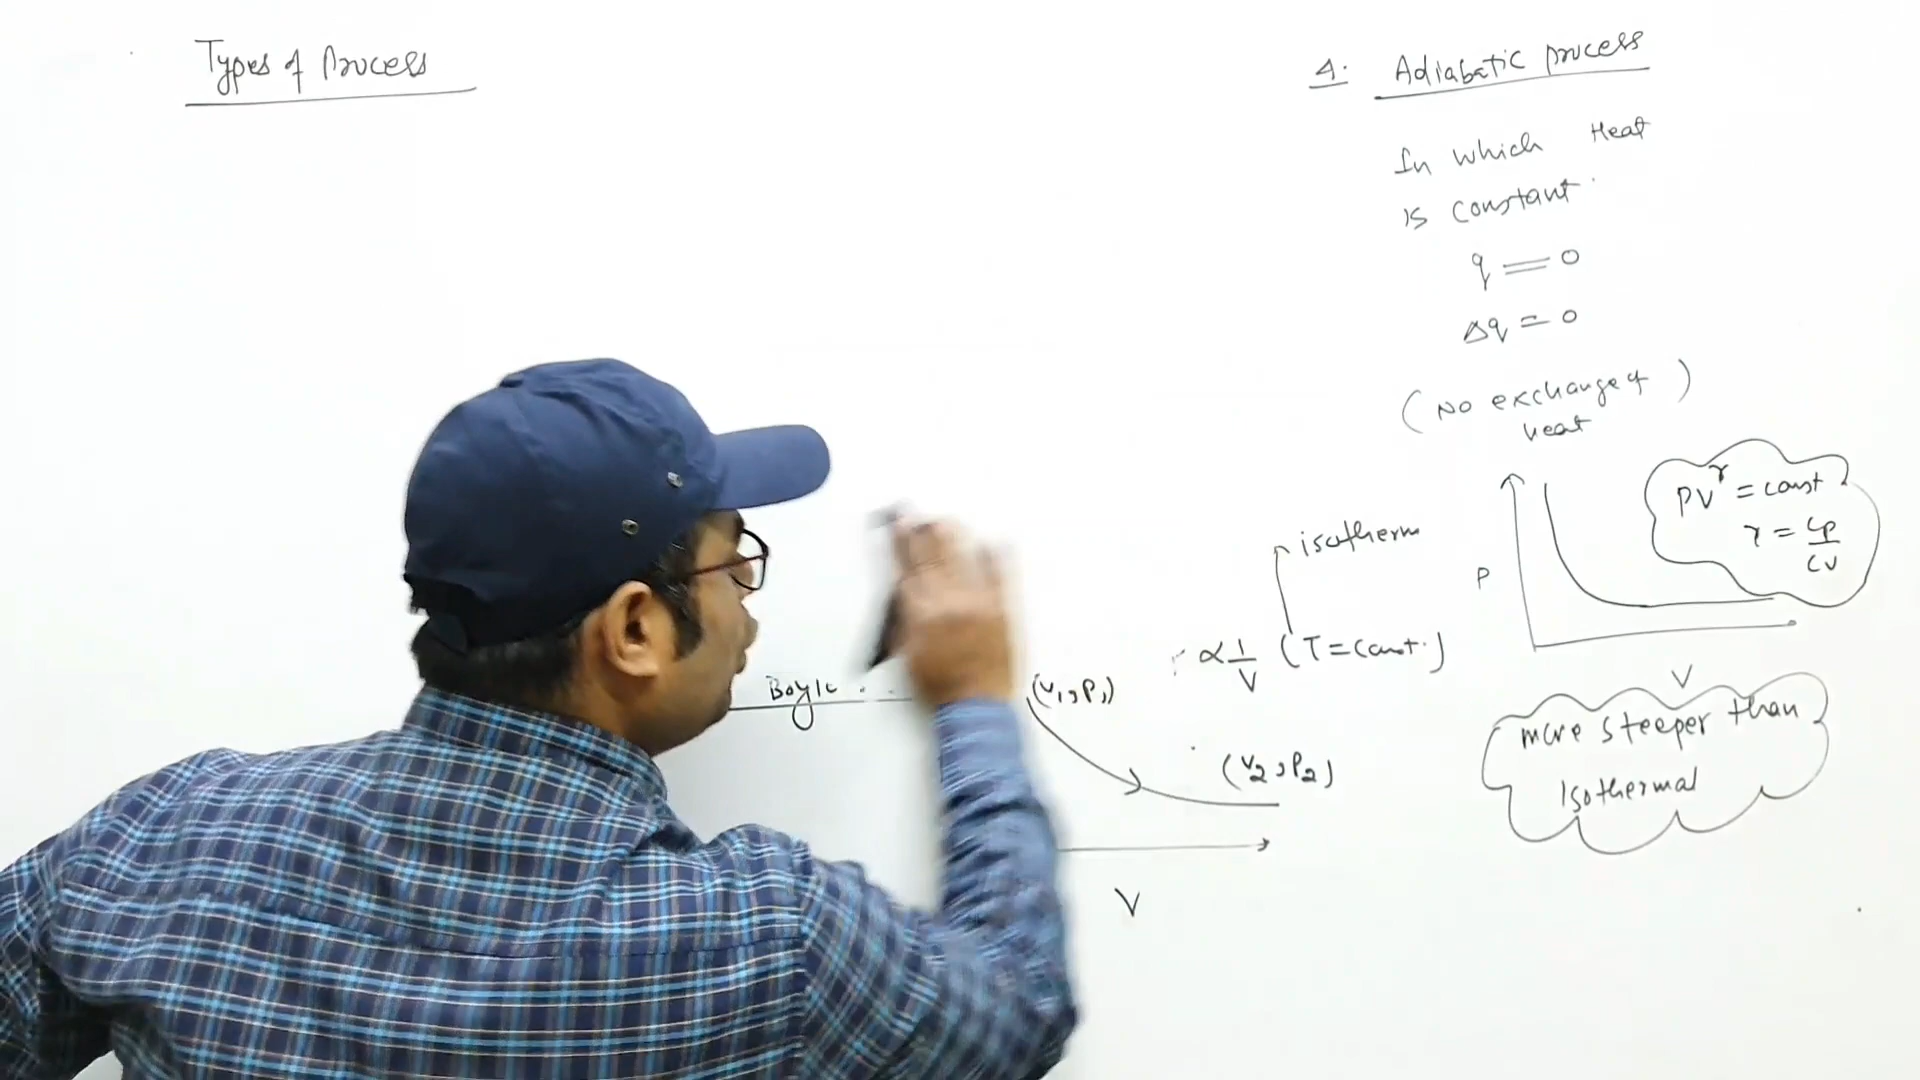 Types of Process
4. Adiabatic process
In which Heat
is constant.
q = 0
Δq = 0
(No exchange of
heat)
PV^γ = const
γ = Cp/Cv
P
V
more steeper than
Isothermal
isotherm
∝ 1/V (T = const.)
Boyle
(V₁, P₁)
(V₂, P₂)
V